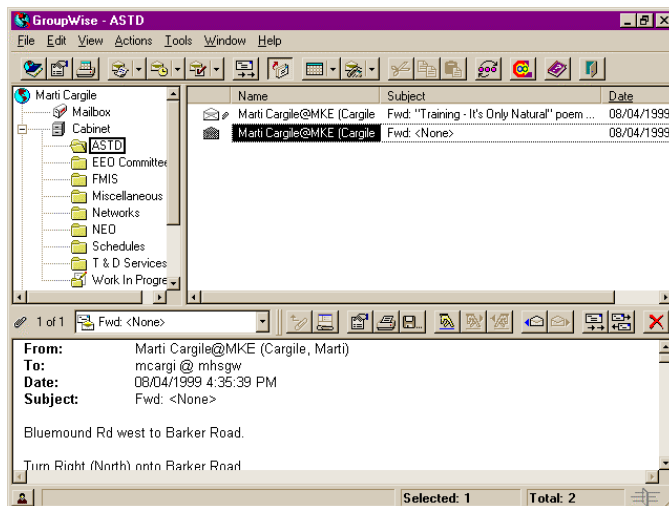 GroupWise - ASTD
File Edit View Actions Tools Window Help
Marti Cargile
Mailbox
Cabinet
ASTD
EEO Committee
FMIS
Miscellaneous
Networks
NEO
Schedules
T & D Services
Work In Progre
Name Subject Date
Marti Cargile@MKE (Cargile Fwd: "Training - It's Only Natural" poem ... 08/04/1999
Marti Cargile@MKE (Cargile Fwd: <None> 08/04/1999
1 of 1 Fwd: <None>
From: Marti Cargile@MKE (Cargile, Marti)
To: mcargi @ mhsgw
Date: 08/04/1999 4:35:39 PM
Subject: Fwd: <None>
Bluemound Rd west to Barker Road.
Turn Right (North) onto Barker Road
Selected: 1 Total: 2